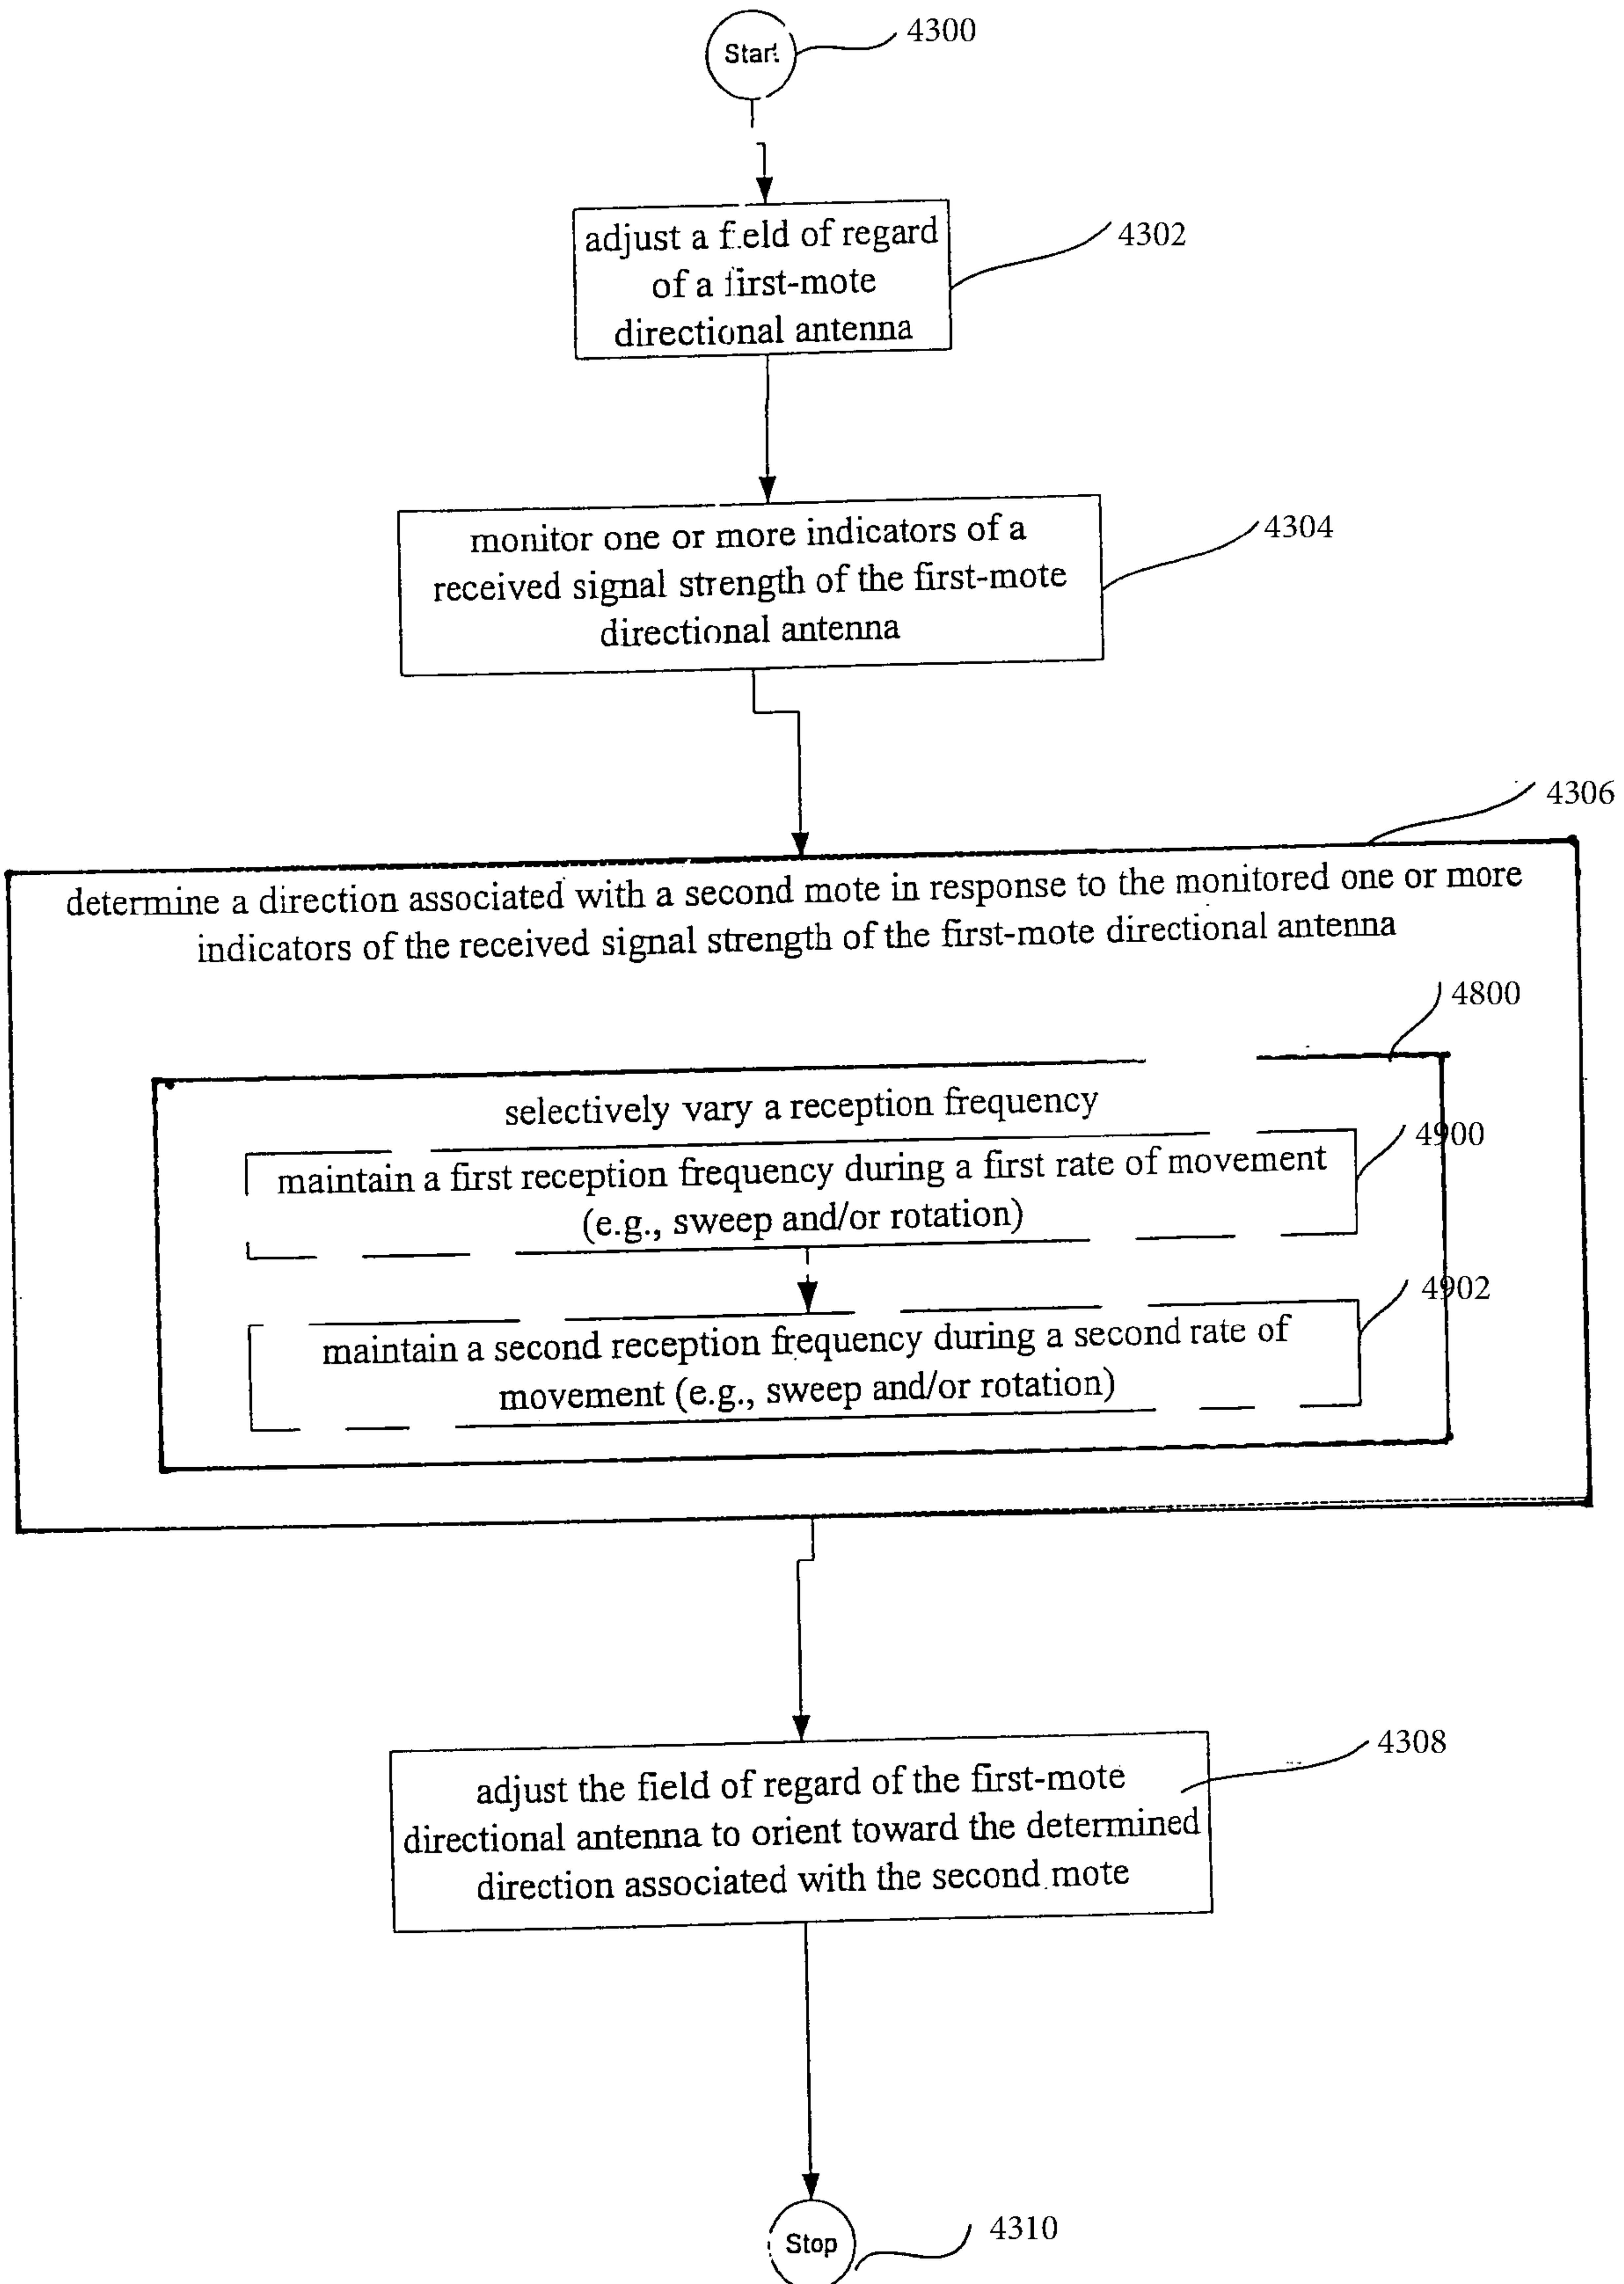 Start
4300
adjust a field of regard
of a first-mote
directional antenna
4302
monitor one or more indicators of a
received signal strength of the first-mote
directional antenna
4304
4306
determine a direction associated with a second mote in response to the monitored one or more
indicators of the received signal strength of the first-mote directional antenna
4800
selectively vary a reception frequency
4900
maintain a first reception frequency during a first rate of movement
(e.g., sweep and/or rotation)
4902
maintain a second reception frequency during a second rate of
movement (e.g., sweep and/or rotation)
4308
adjust the field of regard of the first-mote
directional antenna to orient toward the determined
direction associated with the second mote
Stop
4310